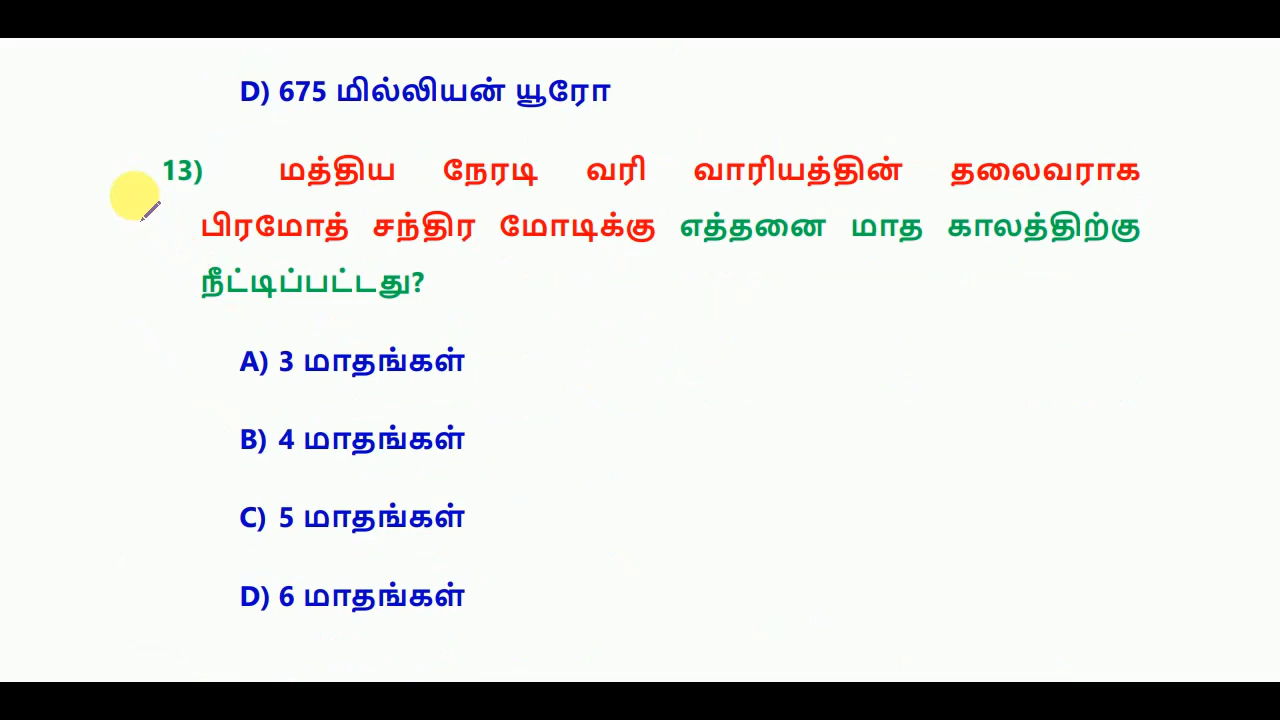 D) 675 மில்லியன் யூரோ
13) மத்திய நேரடி வரி வாரியத்தின் தலைவராக
பிரமோத் சந்திர மோடிக்கு எத்தனை மாத காலத்திற்கு
நீட்டிப்பட்டது?
A) 3 மாதங்கள்
B) 4 மாதங்கள்
C) 5 மாதங்கள்
D) 6 மாதங்கள்